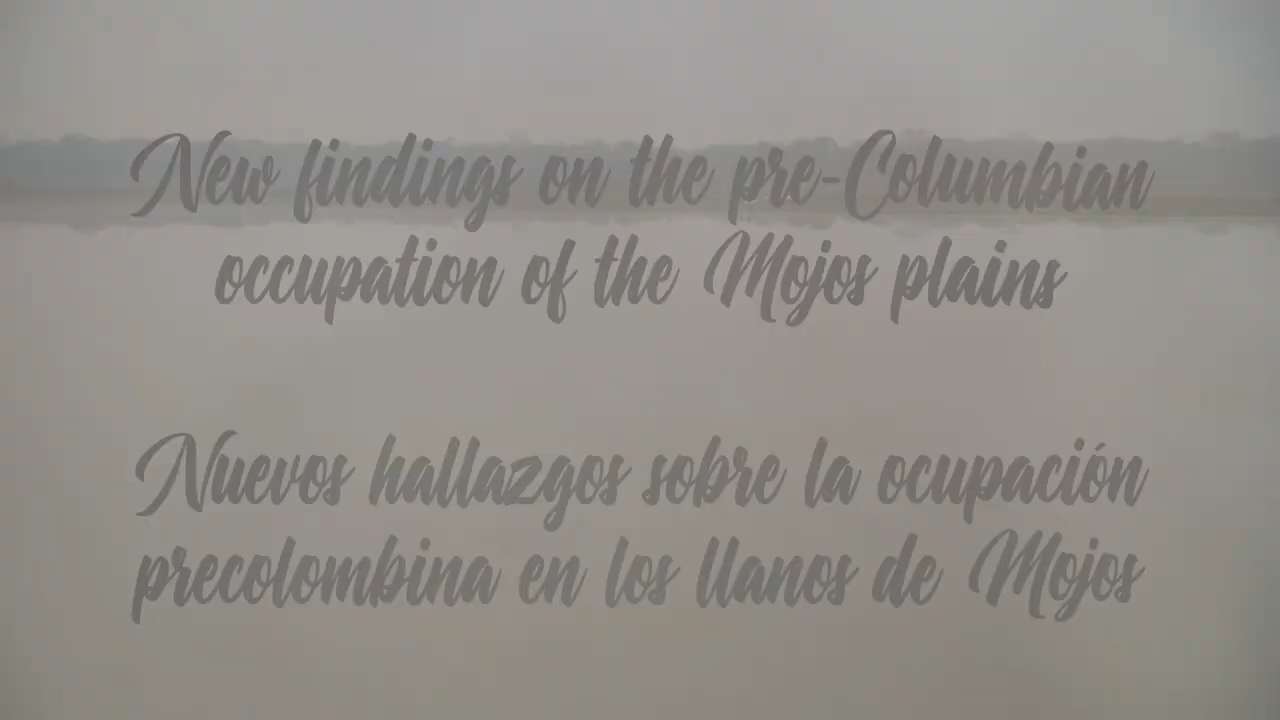 New findings on the pre-Columbian
occupation of the Mojos plains
Nuevos hallazgos sobre la ocupación
precolombina en los llanos de Mojos